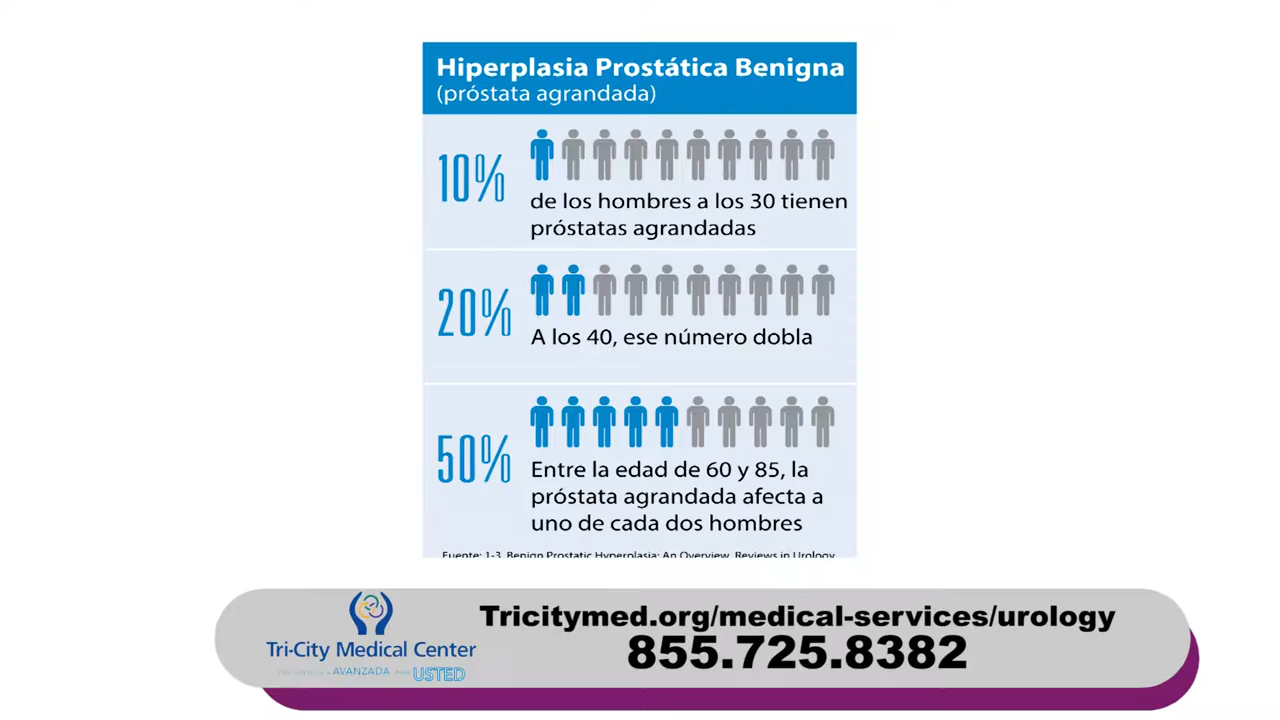 Hiperplasia Prostática Benigna
(próstata agrandada)
10%
de los hombres a los 30 tienen
próstatas agrandadas
20%
A los 40, ese número dobla
50%
Entre la edad de 60 y 85, la
próstata agrandada afecta a
uno de cada dos hombres
Fuente: 1-3. Benign Prostatic Hyperplasia: An Overview. Reviews in Urology
Tri-City Medical Center
AVANZADA USTED
Tricitymed.org/medical-services/urology
855.725.8382